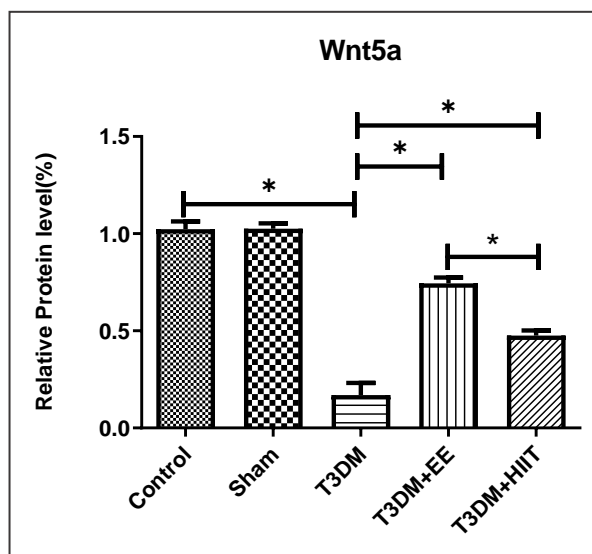 Wnt5a
Relative Protein level(%)
1.5
1.0
0.5
0.0
*
*
*
*
Control
Sham
T3DM
T3DM+EE
T3DM+HIIT